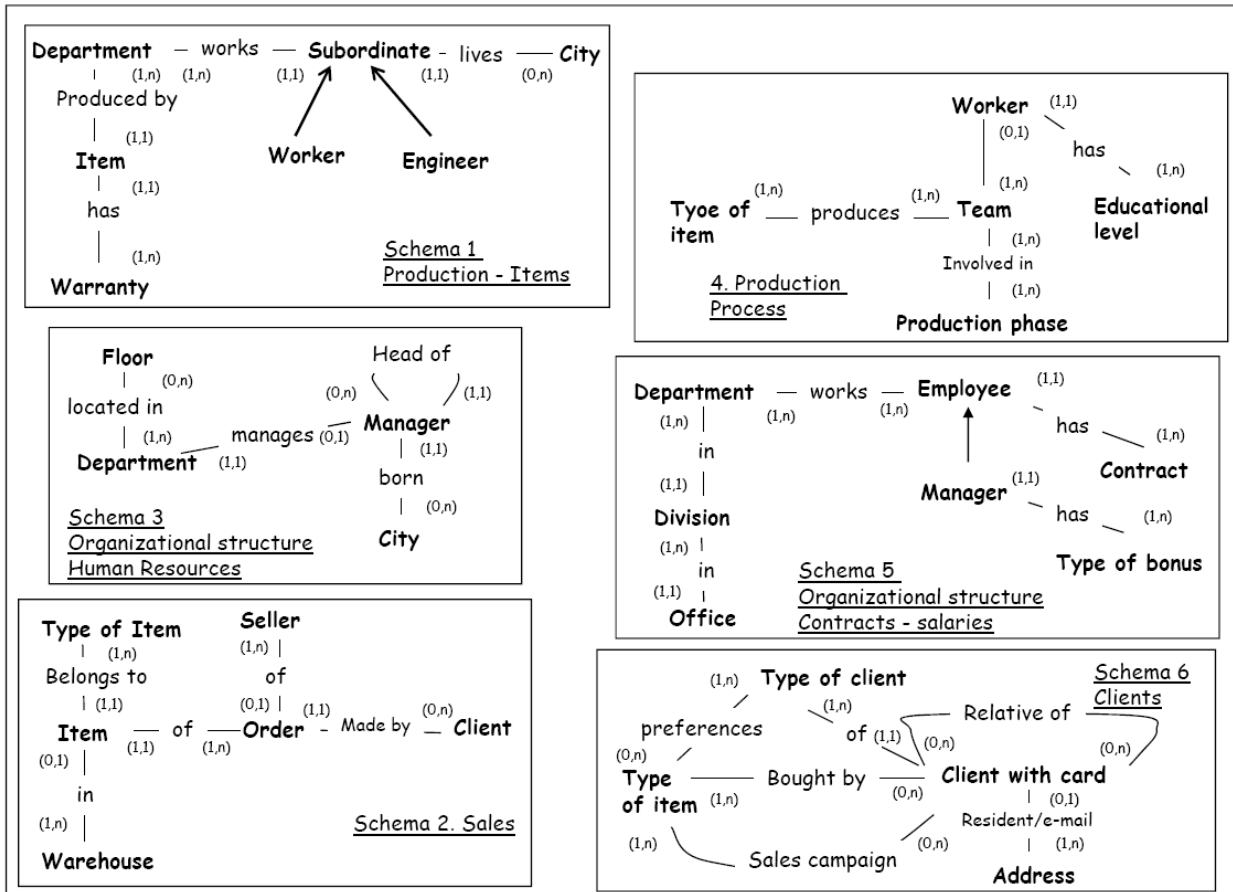 Department works Subordinate lives City
(1,n) (1,n) (1,1) (1,1) (0,n)
Produced by
(1,1)
Item Worker Engineer
(1,1)
has
(1,n)
Warranty
Schema 1
Production - Items
Worker (1,1)
(0,1)
has
(1,n) (1,n) (1,n) (1,n)
Tyoe of item produces Team Educational level
(1,n)
Involved in
(1,n)
Production phase
4. Production
Process
Floor Head of
(0,n) (0,n) (1,1)
located in Manager
(1,n) manages (0,1) (1,1)
Department (1,1) born
(0,n)
City
Schema 3
Organizational structure
Human Resources
Department works Employee (1,1)
(1,n) (1,n) (1,n) has
in (1,n)
Contract
(1,1) Manager (1,1)
Division has (1,n)
(1,n) Type of bonus
in
(1,1)
Office
Schema 5
Organizational structure
Contracts - salaries
Type of Item Seller
(1,n) (1,n)
Belongs to of
(1,1) (0,1) (1,1) (0,n)
Item of Order Made by Client
(0,1) (1,1) (1,n)
in
(1,n)
Warehouse
Schema 2. Sales
Schema 6
Clients
(1,n) Type of client
(1,n) Relative of
preferences of (1,1) (0,n) (0,n)
(0,n)
Type of item Bought by Client with card
(1,n) (0,n) (0,1)
Resident/e-mail
(1,n) (0,n) (1,n)
Sales campaign Address